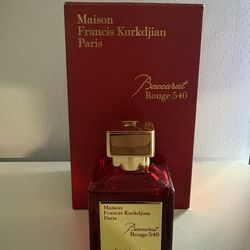 Maison
Francis Kurkdjian
Paris
Baccarat
Rouge 540
Maison
Francis Kurkdjian
Paris
Baccarat
Rouge 540